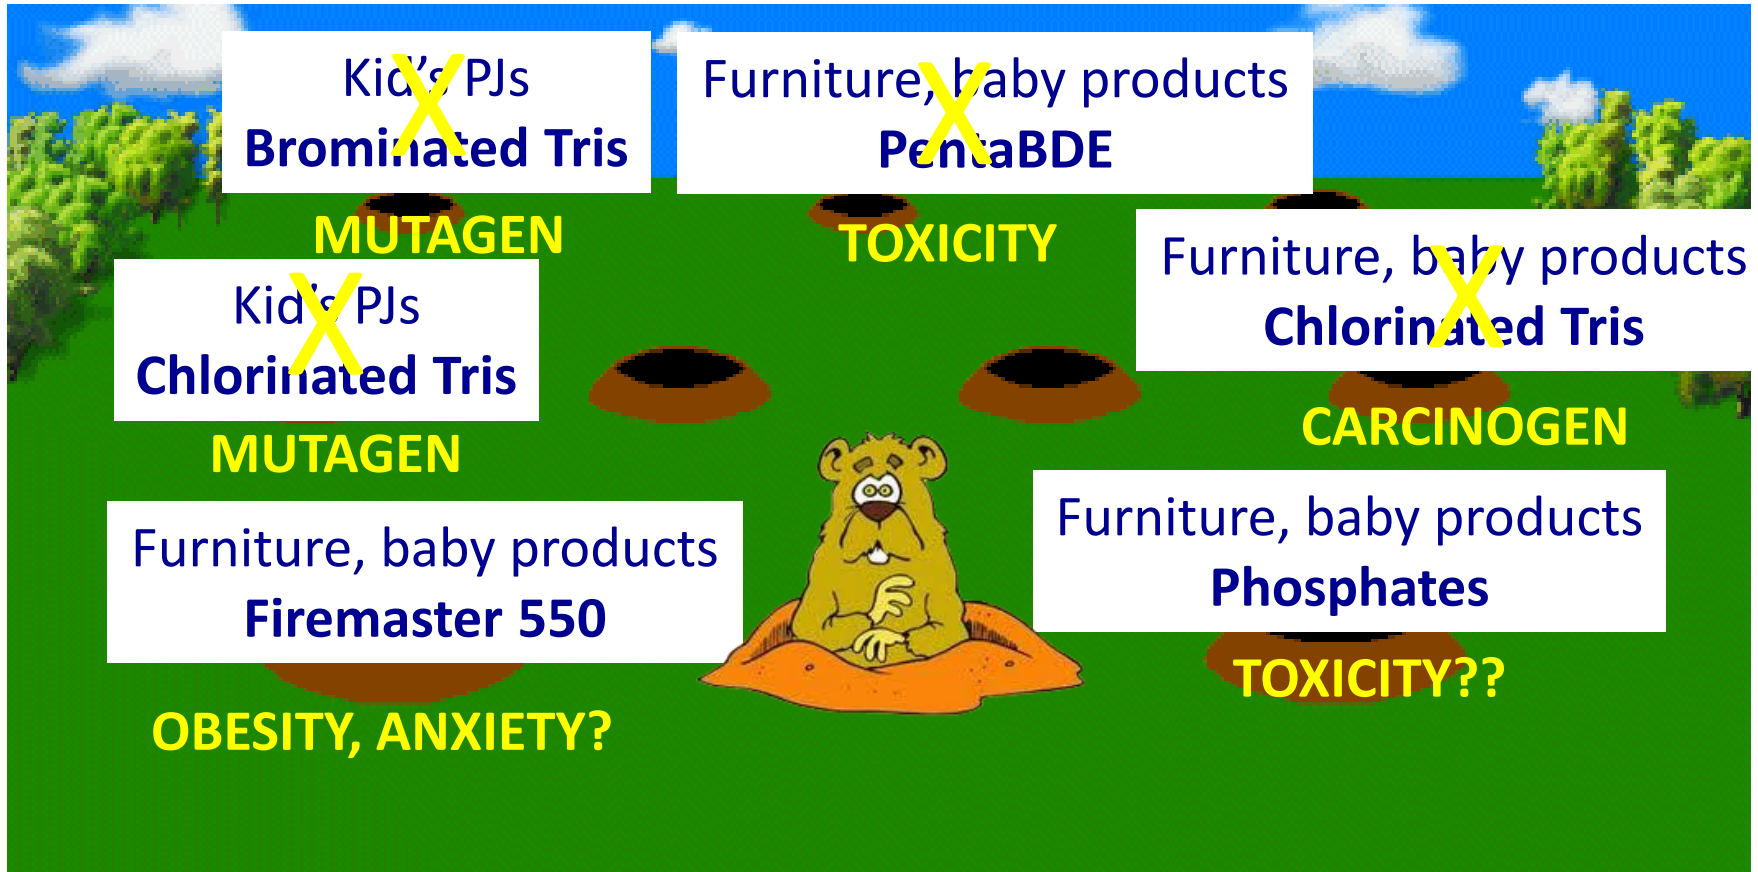 Kid's PJs
Brominated Tris
MUTAGEN
Furniture, baby products
PentaBDE
TOXICITY
Kid's PJs
Chlorinated Tris
MUTAGEN
Furniture, baby products
Chlorinated Tris
CARCINOGEN
Furniture, baby products
Firemaster 550
OBESITY, ANXIETY?
Furniture, baby products
Phosphates
TOXICITY??